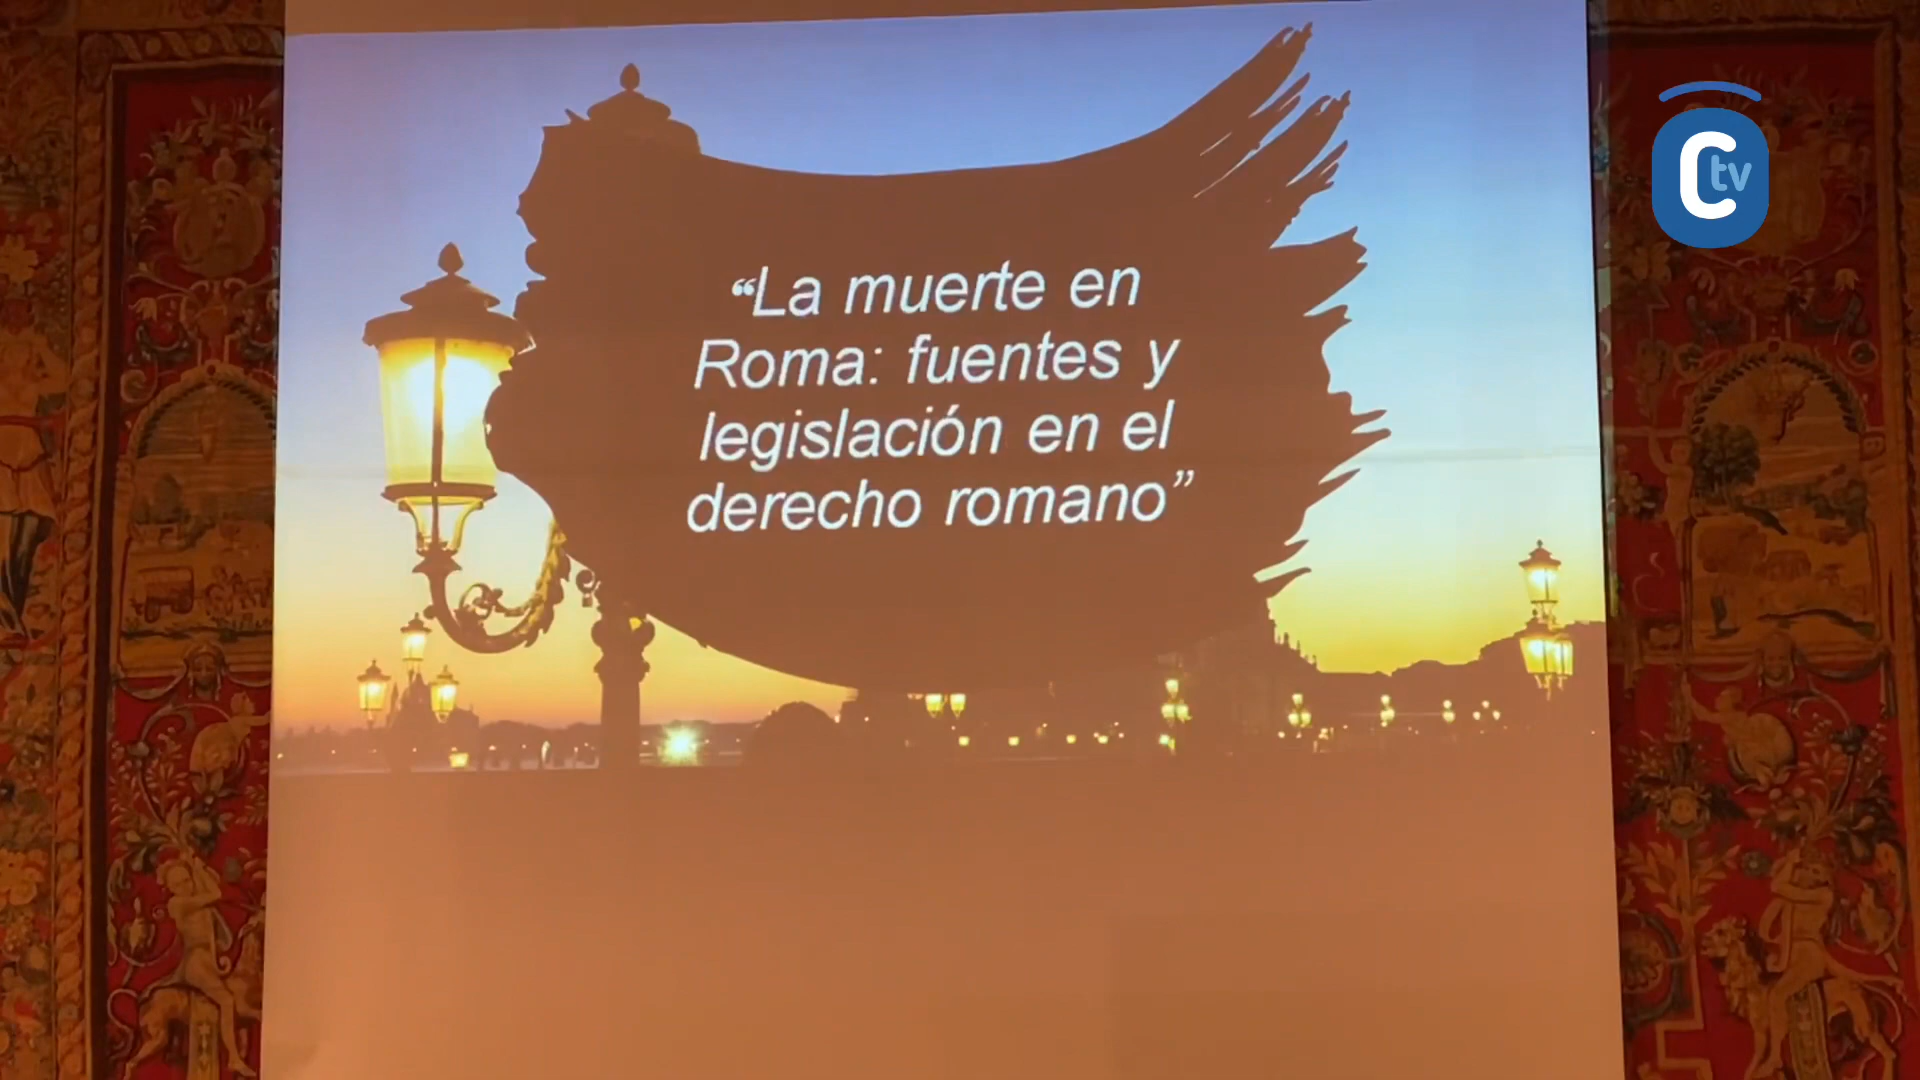 “La muerte en
Roma: fuentes y
legislación en el
derecho romano”
Ctv